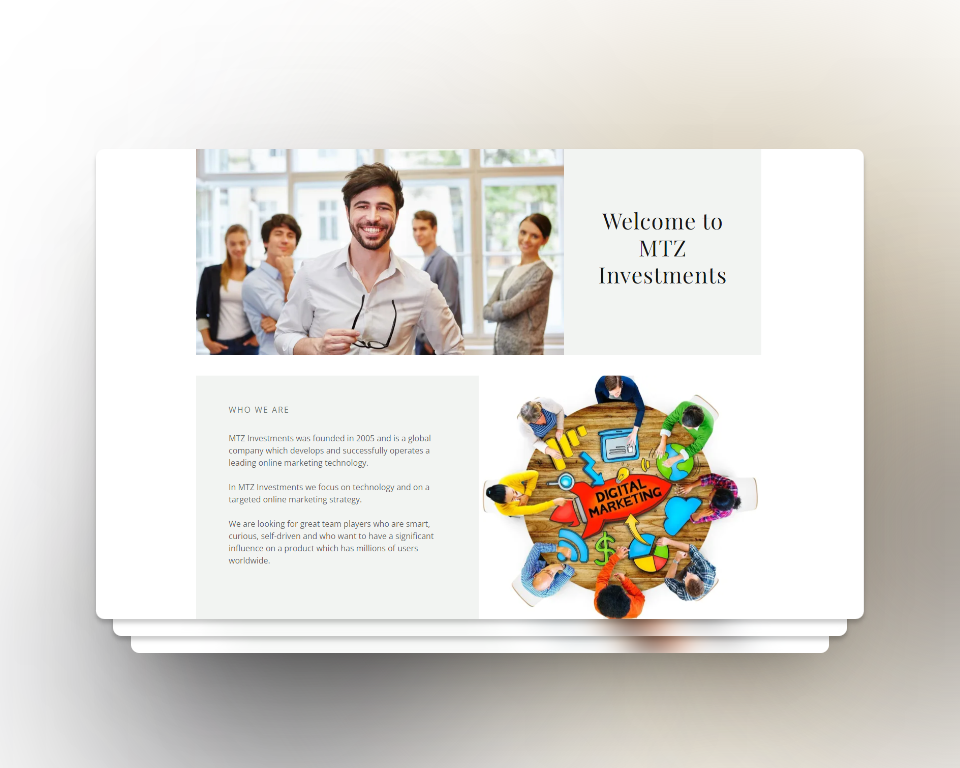 Welcome to
MTZ
Investments
WHO WE ARE
MTZ Investments was founded in 2005 and is a global
company which develops and successfully operates a
leading online marketing technology.
In MTZ Investments we focus on technology and on a
targeted online marketing strategy.
We are looking for great team players who are smart,
curious, self-driven and who want to have a significant
influence on a product which has millions of users
worldwide.
DIGITAL
MARKETING